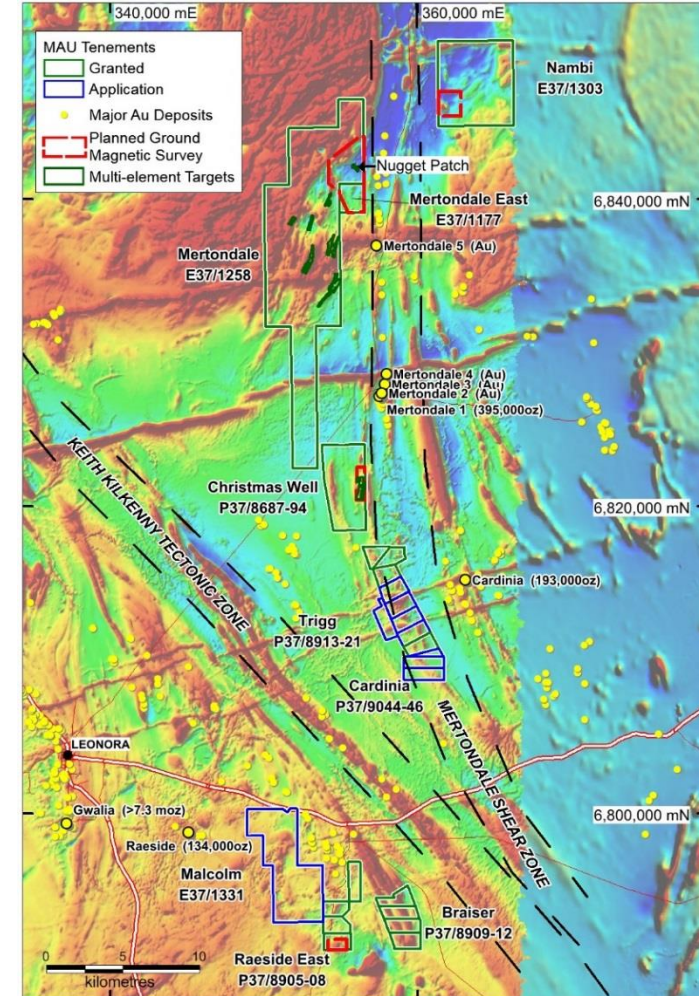 340,000 mE
360,000 mE
MAU Tenements
Granted
Application
Major Au Deposits
Planned Ground
Magnetic Survey
Multi-element Targets
Nambi
E37/1303
Nugget Patch
6,840,000 mN
Mertondale East
E37/1177
Mertondale
E37/1258
Mertondale 5 (Au)
Mertondale 4 (Au)
Mertondale 3 (Au)
Mertondale 2 (Au)
Mertondale 1 (395,000oz)
KEITH KILKENNY TECTONIC ZONE
Christmas Well
P37/8687-94
6,820,000 mN
Cardinia (193,000oz)
Trigg
P37/8913-21
Cardinia
P37/9044-46
MERTONDALE SHEAR ZONE
LEONORA
Gwalia (>7.3 moz)
6,800,000 mN
Raeside (134,000oz)
Malcolm
E37/1331
Braiser
P37/8909-12
Raeside East
P37/8905-08
0 5 10
kilometres